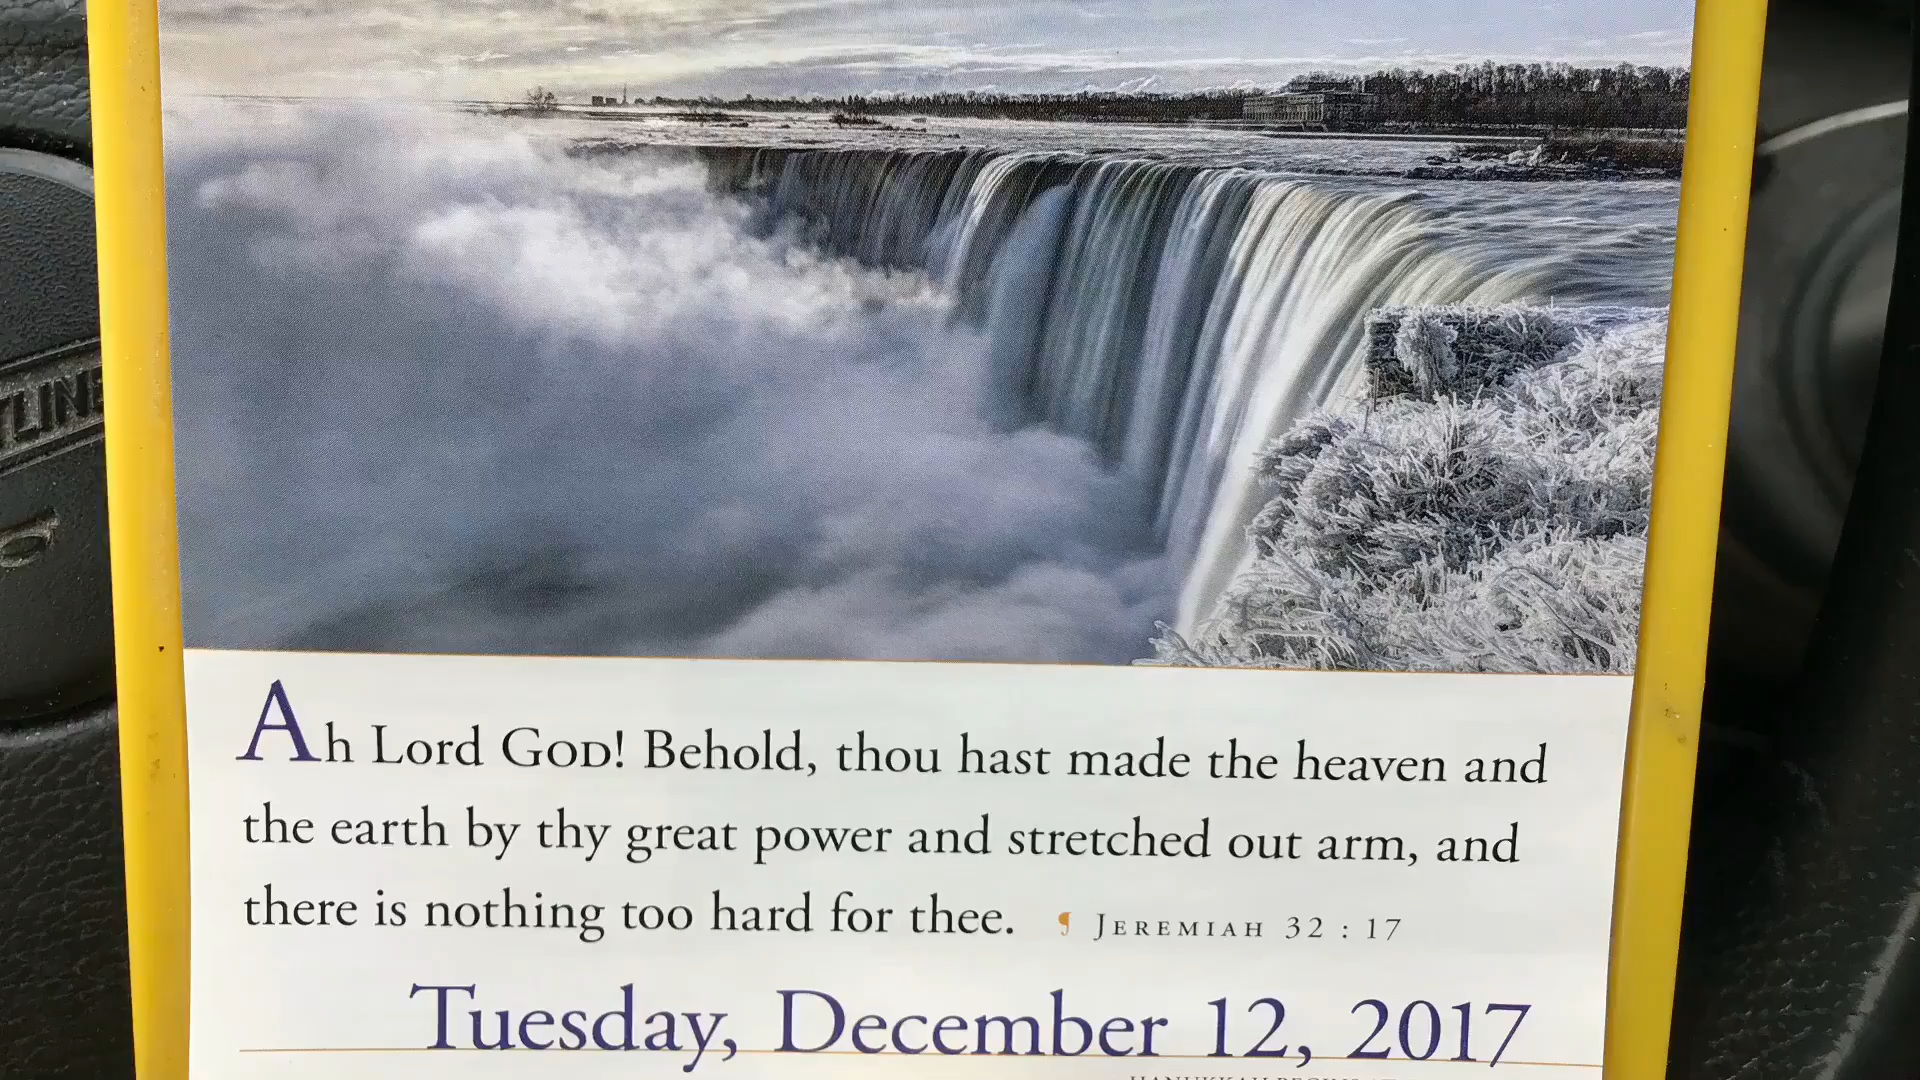 Ah Lord GOD! Behold, thou hast made the heaven and
the earth by thy great power and stretched out arm, and
there is nothing too hard for thee. JEREMIAH 32 : 17
Tuesday, December 12, 2017